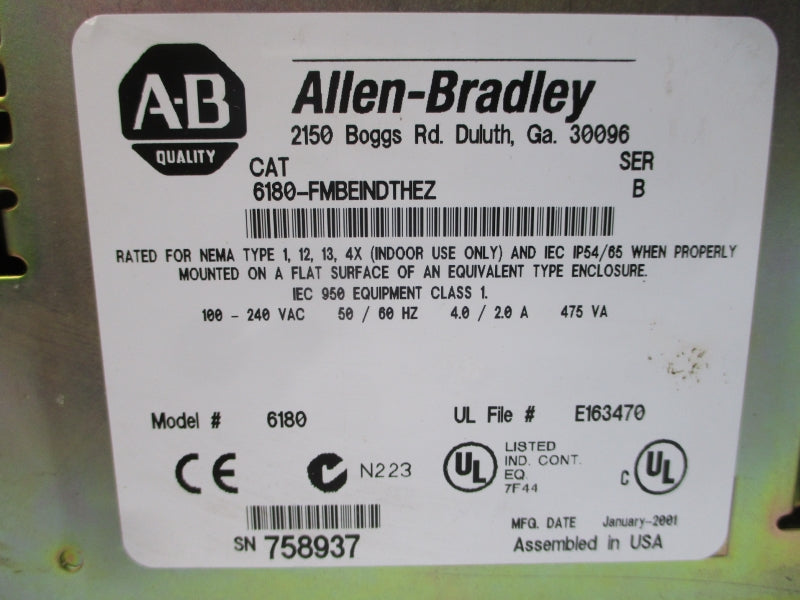 A-B
QUALITY
Allen-Bradley
2150 Boggs Rd. Duluth, Ga. 30096
CAT SER
6180-FMBEINDTHEZ B
RATED FOR NEMA TYPE 1, 12, 13, 4X (INDOOR USE ONLY) AND IEC IP54/65 WHEN PROPERLY
MOUNTED ON A FLAT SURFACE OF AN EQUIVALENT TYPE ENCLOSURE.
IEC 950 EQUIPMENT CLASS 1.
100 - 240 VAC 50 / 60 HZ 4.0 / 2.0 A 475 VA
Model # 6180 UL File # E163470
CE N223 UL LISTED
IND. CONT.
EQ.
7F44
C UL
MFG. DATE January-2001
SN 758937 Assembled in USA